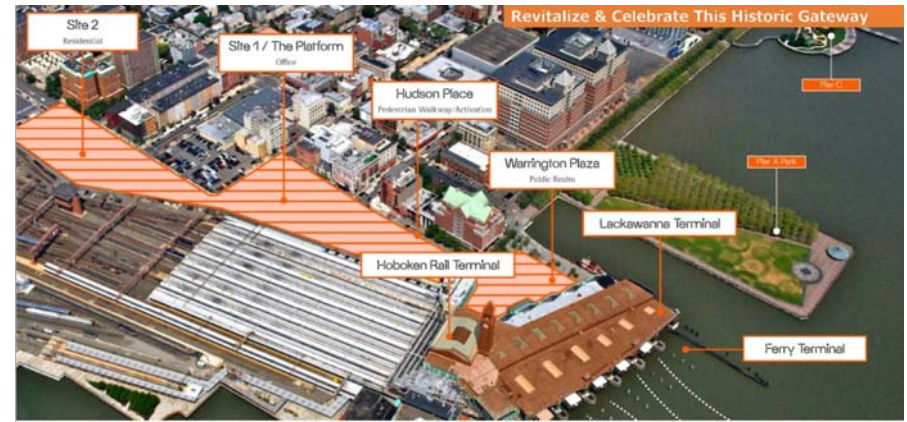 Revitalize & Celebrate This Historic Gateway
Site 2
Residential
Site 1 / The Platform
Office
Hudson Place
Pedestrian Walkway/Activation
Warrington Plaza
Public Realm
Pier C
Pier A Park
Lackawanna Terminal
Hoboken Rail Terminal
Ferry Terminal